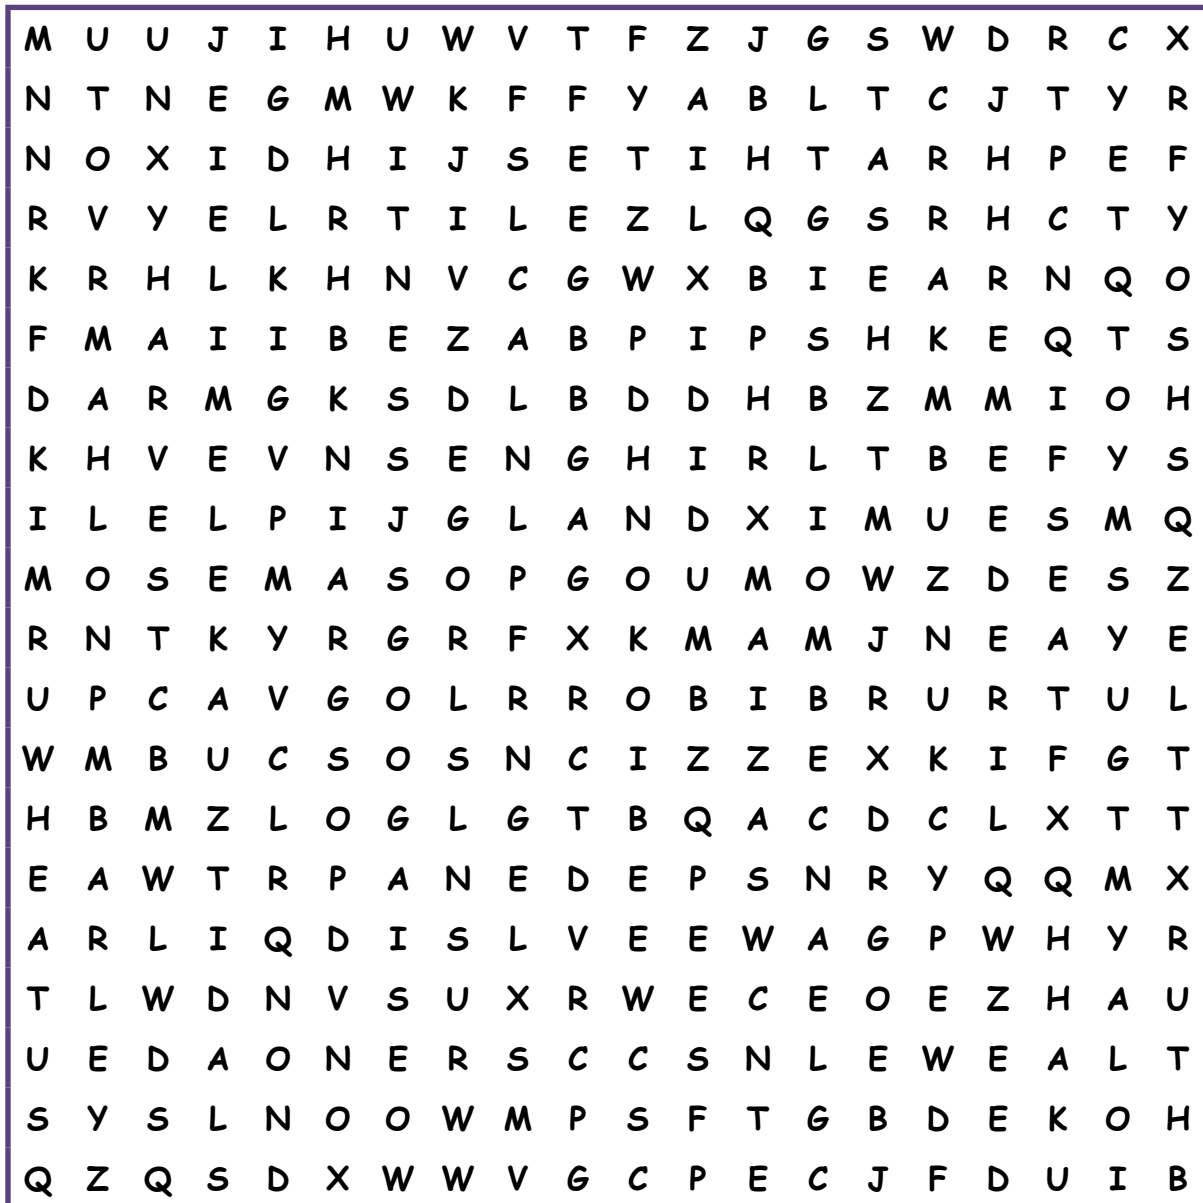 M U U J I H U W V T F Z J G S W D R C X
N T N E G M W K F F Y A B L T C J T Y R
N O X I D H I J S E T I H T A R H P E F
R V Y E L R T I L E Z L Q G S R H C T Y
K R H L K H N V C G W X B I E A R N Q O
F M A I I B E Z A B P I P S H K E Q T S
D A R M G K S D L B D D H B Z M M I O H
K H V E V N S E N G H I R L T B E F Y S
I L E L P I J G L A N D X I M U E S M Q
M O S E M A S O P G O U M O W Z D E S Z
R N T K Y R G R F X K M A M J N E A Y E
U P C A V G O L R R O B I B R U R T U L
W M B U C S O S N C I Z Z E X K I F G T
H B M Z L O G L G T B Q A C D C L X T T
E A W T R P A N E D E P S N R Y Q Q M X
A R L I Q D I S L V E E W A G P W H Y R
T L W D N V S U X R W E C E O E Z H A U
U E D A O N E R S C C S N L E W E A L T
S Y S L N O O W M P S F T G B D E K O H
Q Z Q S D X W W V G C P E C J F D U I B